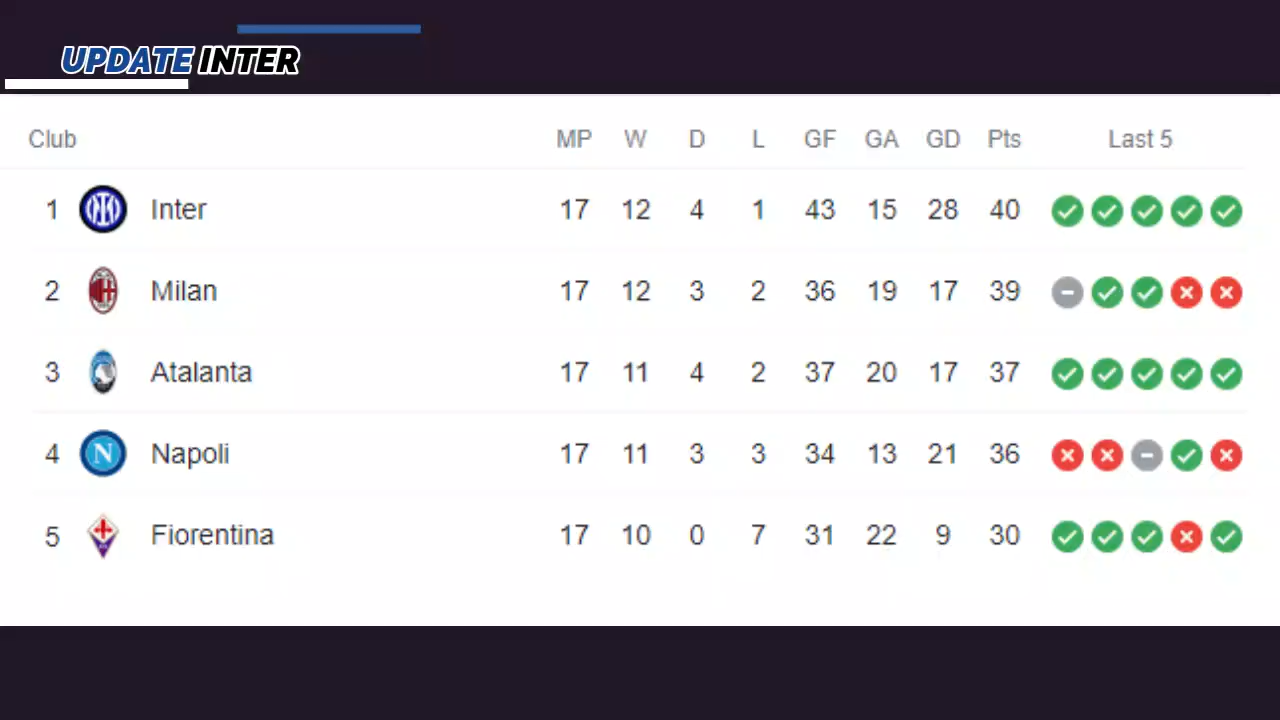 UPDATE INTER
Club MP W D L GF GA GD Pts Last 5
1 Inter 17 12 4 1 43 15 28 40
2 Milan 17 12 3 2 36 19 17 39
3 Atalanta 17 11 4 2 37 20 17 37
4 N Napoli 17 11 3 3 34 13 21 36
5 Fiorentina 17 10 0 7 31 22 9 30